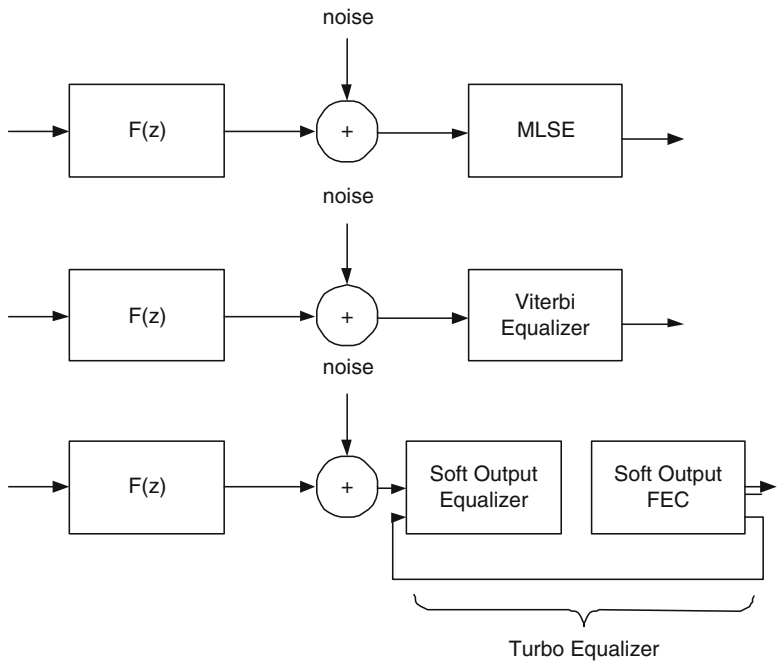 noise
F(z)
+
MLSE
noise
F(z)
+
Viterbi
Equalizer
noise
F(z)
+
Soft Output
Equalizer
Soft Output
FEC
Turbo Equalizer